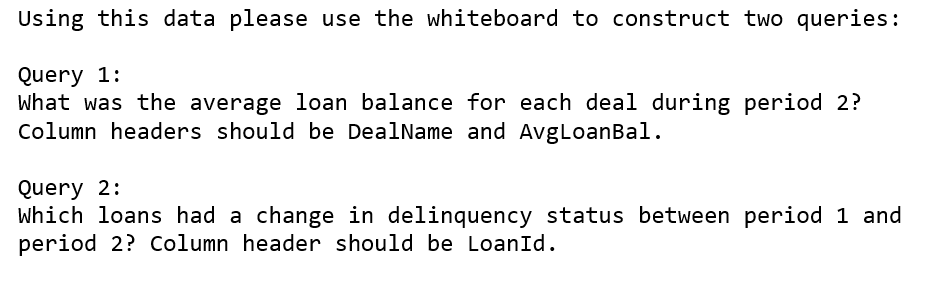 Using this data please use the whiteboard to construct two queries:
Query 1:
What was the average loan balance for each deal during period 2?
Column headers should be DealName and AvgLoanBal.
Query 2:
Which loans had a change in delinquency status between period 1 and
period 2? Column header should be LoanId.